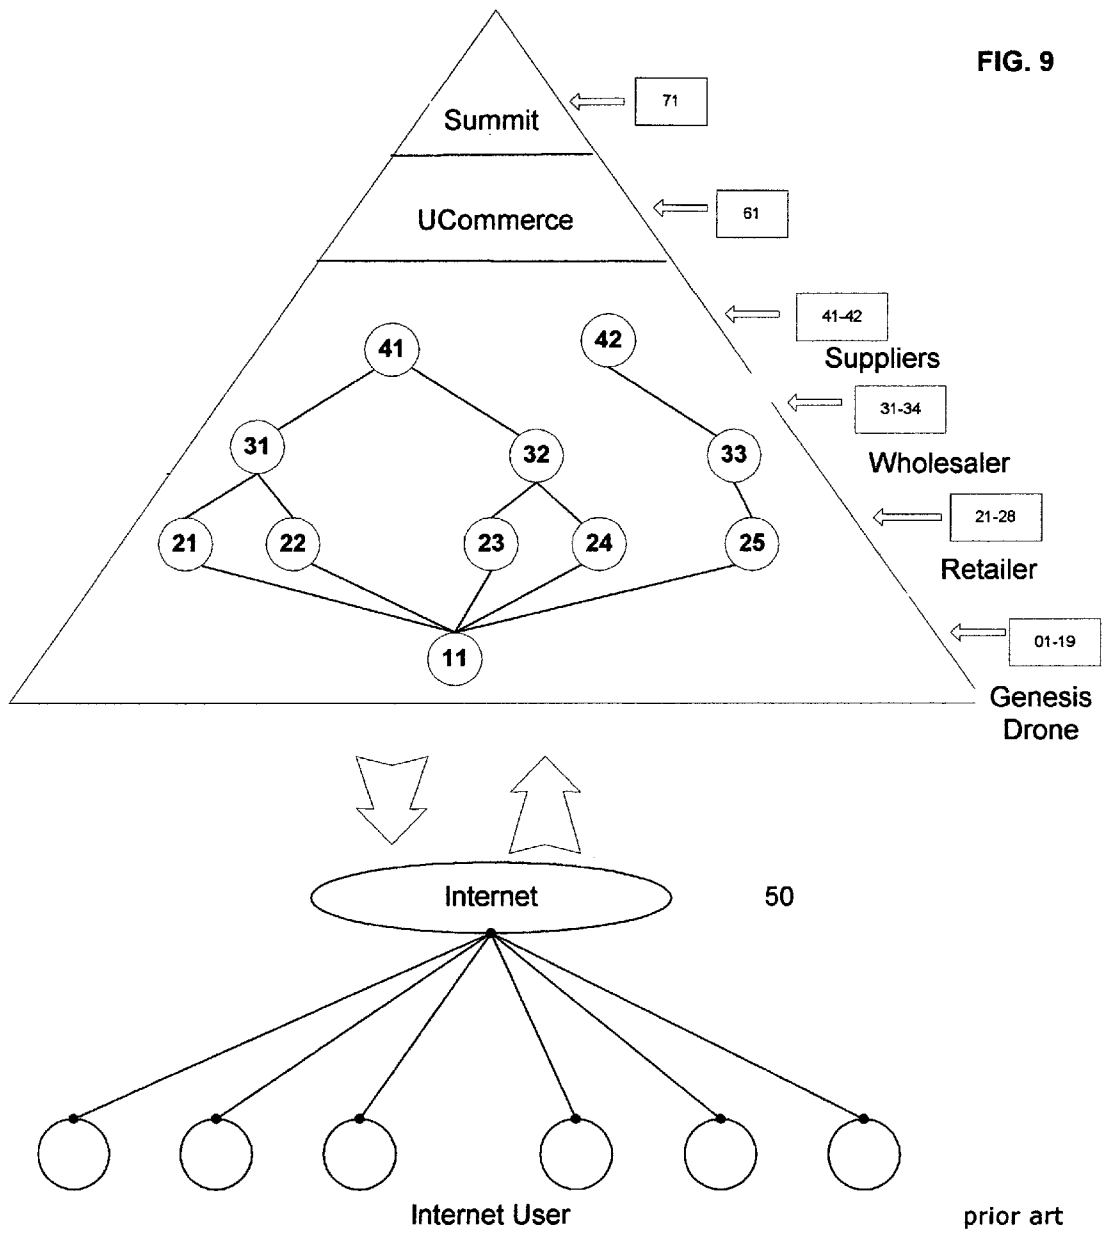 FIG. 9
71
Summit
61
UCommerce
41-42
Suppliers
41
42
31-34
Wholesaler
31
32
33
21-28
Retailer
21
22
23
24
25
01-19
11
Genesis
Drone
Internet
50
Internet User
prior art